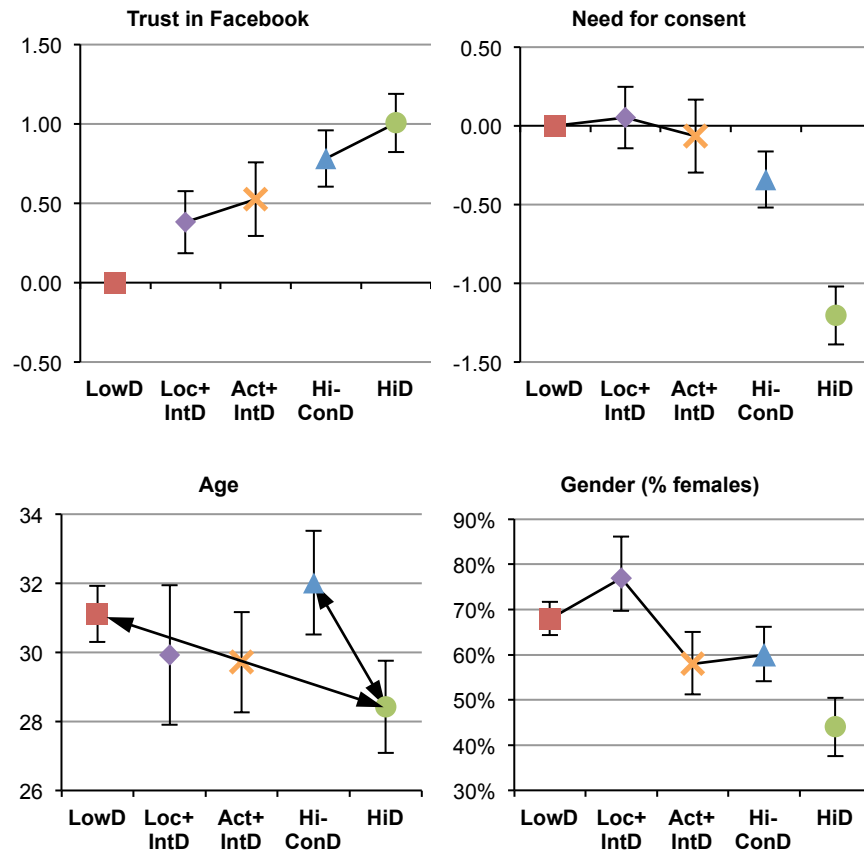 Trust in Facebook
1.50
1.00
0.50
0.00
-0.50
LowD
Loc+
IntD
Act+
IntD
Hi-
ConD
HiD
Need for consent
0.50
0.00
-0.50
-1.00
-1.50
LowD
Loc+
IntD
Act+
IntD
Hi-
ConD
HiD
Age
34
32
30
28
26
LowD
Loc+
IntD
Act+
IntD
Hi-
ConD
HiD
Gender (% females)
90%
80%
70%
60%
50%
40%
30%
LowD
Loc+
IntD
Act+
IntD
Hi-
ConD
HiD